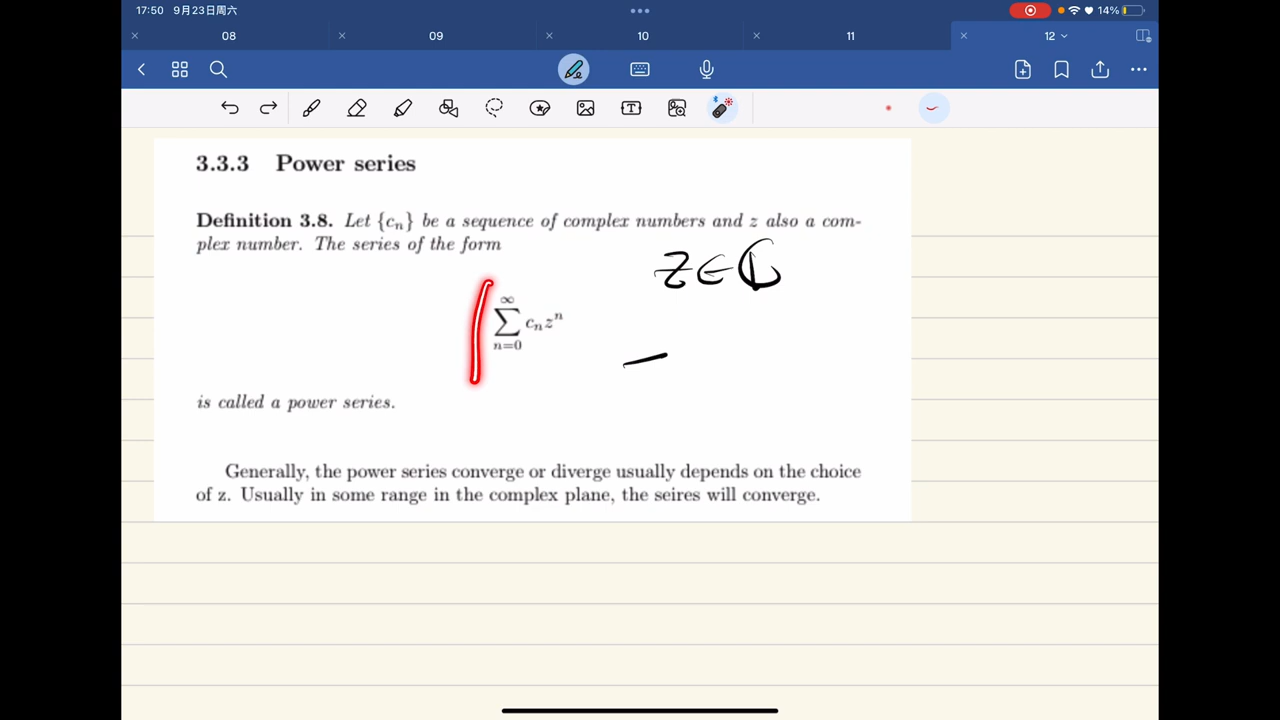 17:50 9月23日周六
14%
08 09 10 11 12
3.3.3 Power series
Definition 3.8. Let {cₙ} be a sequence of complex numbers and z also a com-
plex number. The series of the form
z∈ℂ
∞
∑ cₙzⁿ
n=0
is called a power series.
Generally, the power series converge or diverge usually depends on the choice
of z. Usually in some range in the complex plane, the seires will converge.